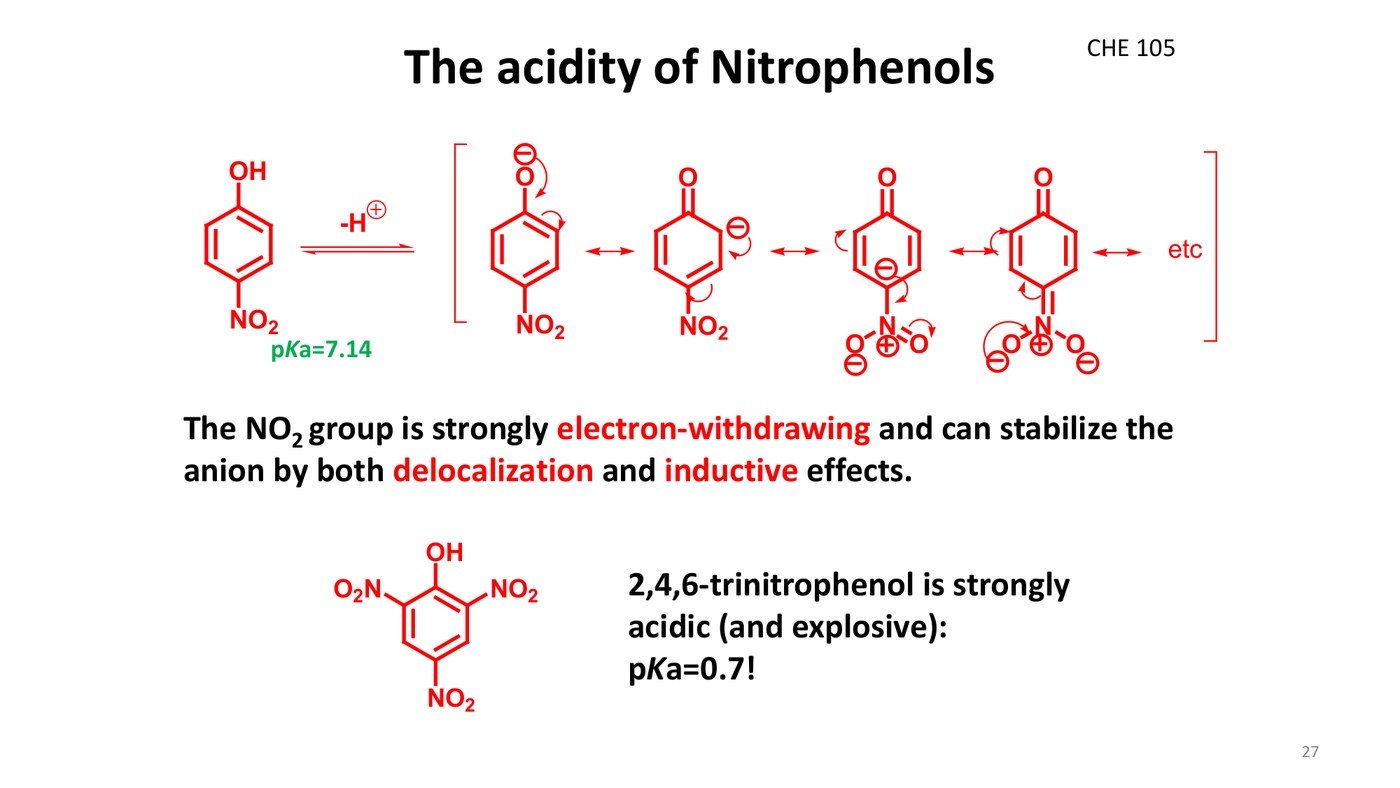 The acidity of Nitrophenols
CHE 105
OH
-H⊕
NO₂
pKa=7.14
⊖
O
NO₂
O
⊖
NO₂
O
⊖
N
O ⊕ O
⊖
O
N
O ⊕ O
⊖ ⊖
etc
The NO₂ group is strongly electron-withdrawing and can stabilize the
anion by both delocalization and inductive effects.
OH
O₂N NO₂
NO₂
2,4,6-trinitrophenol is strongly
acidic (and explosive):
pKa=0.7!
27